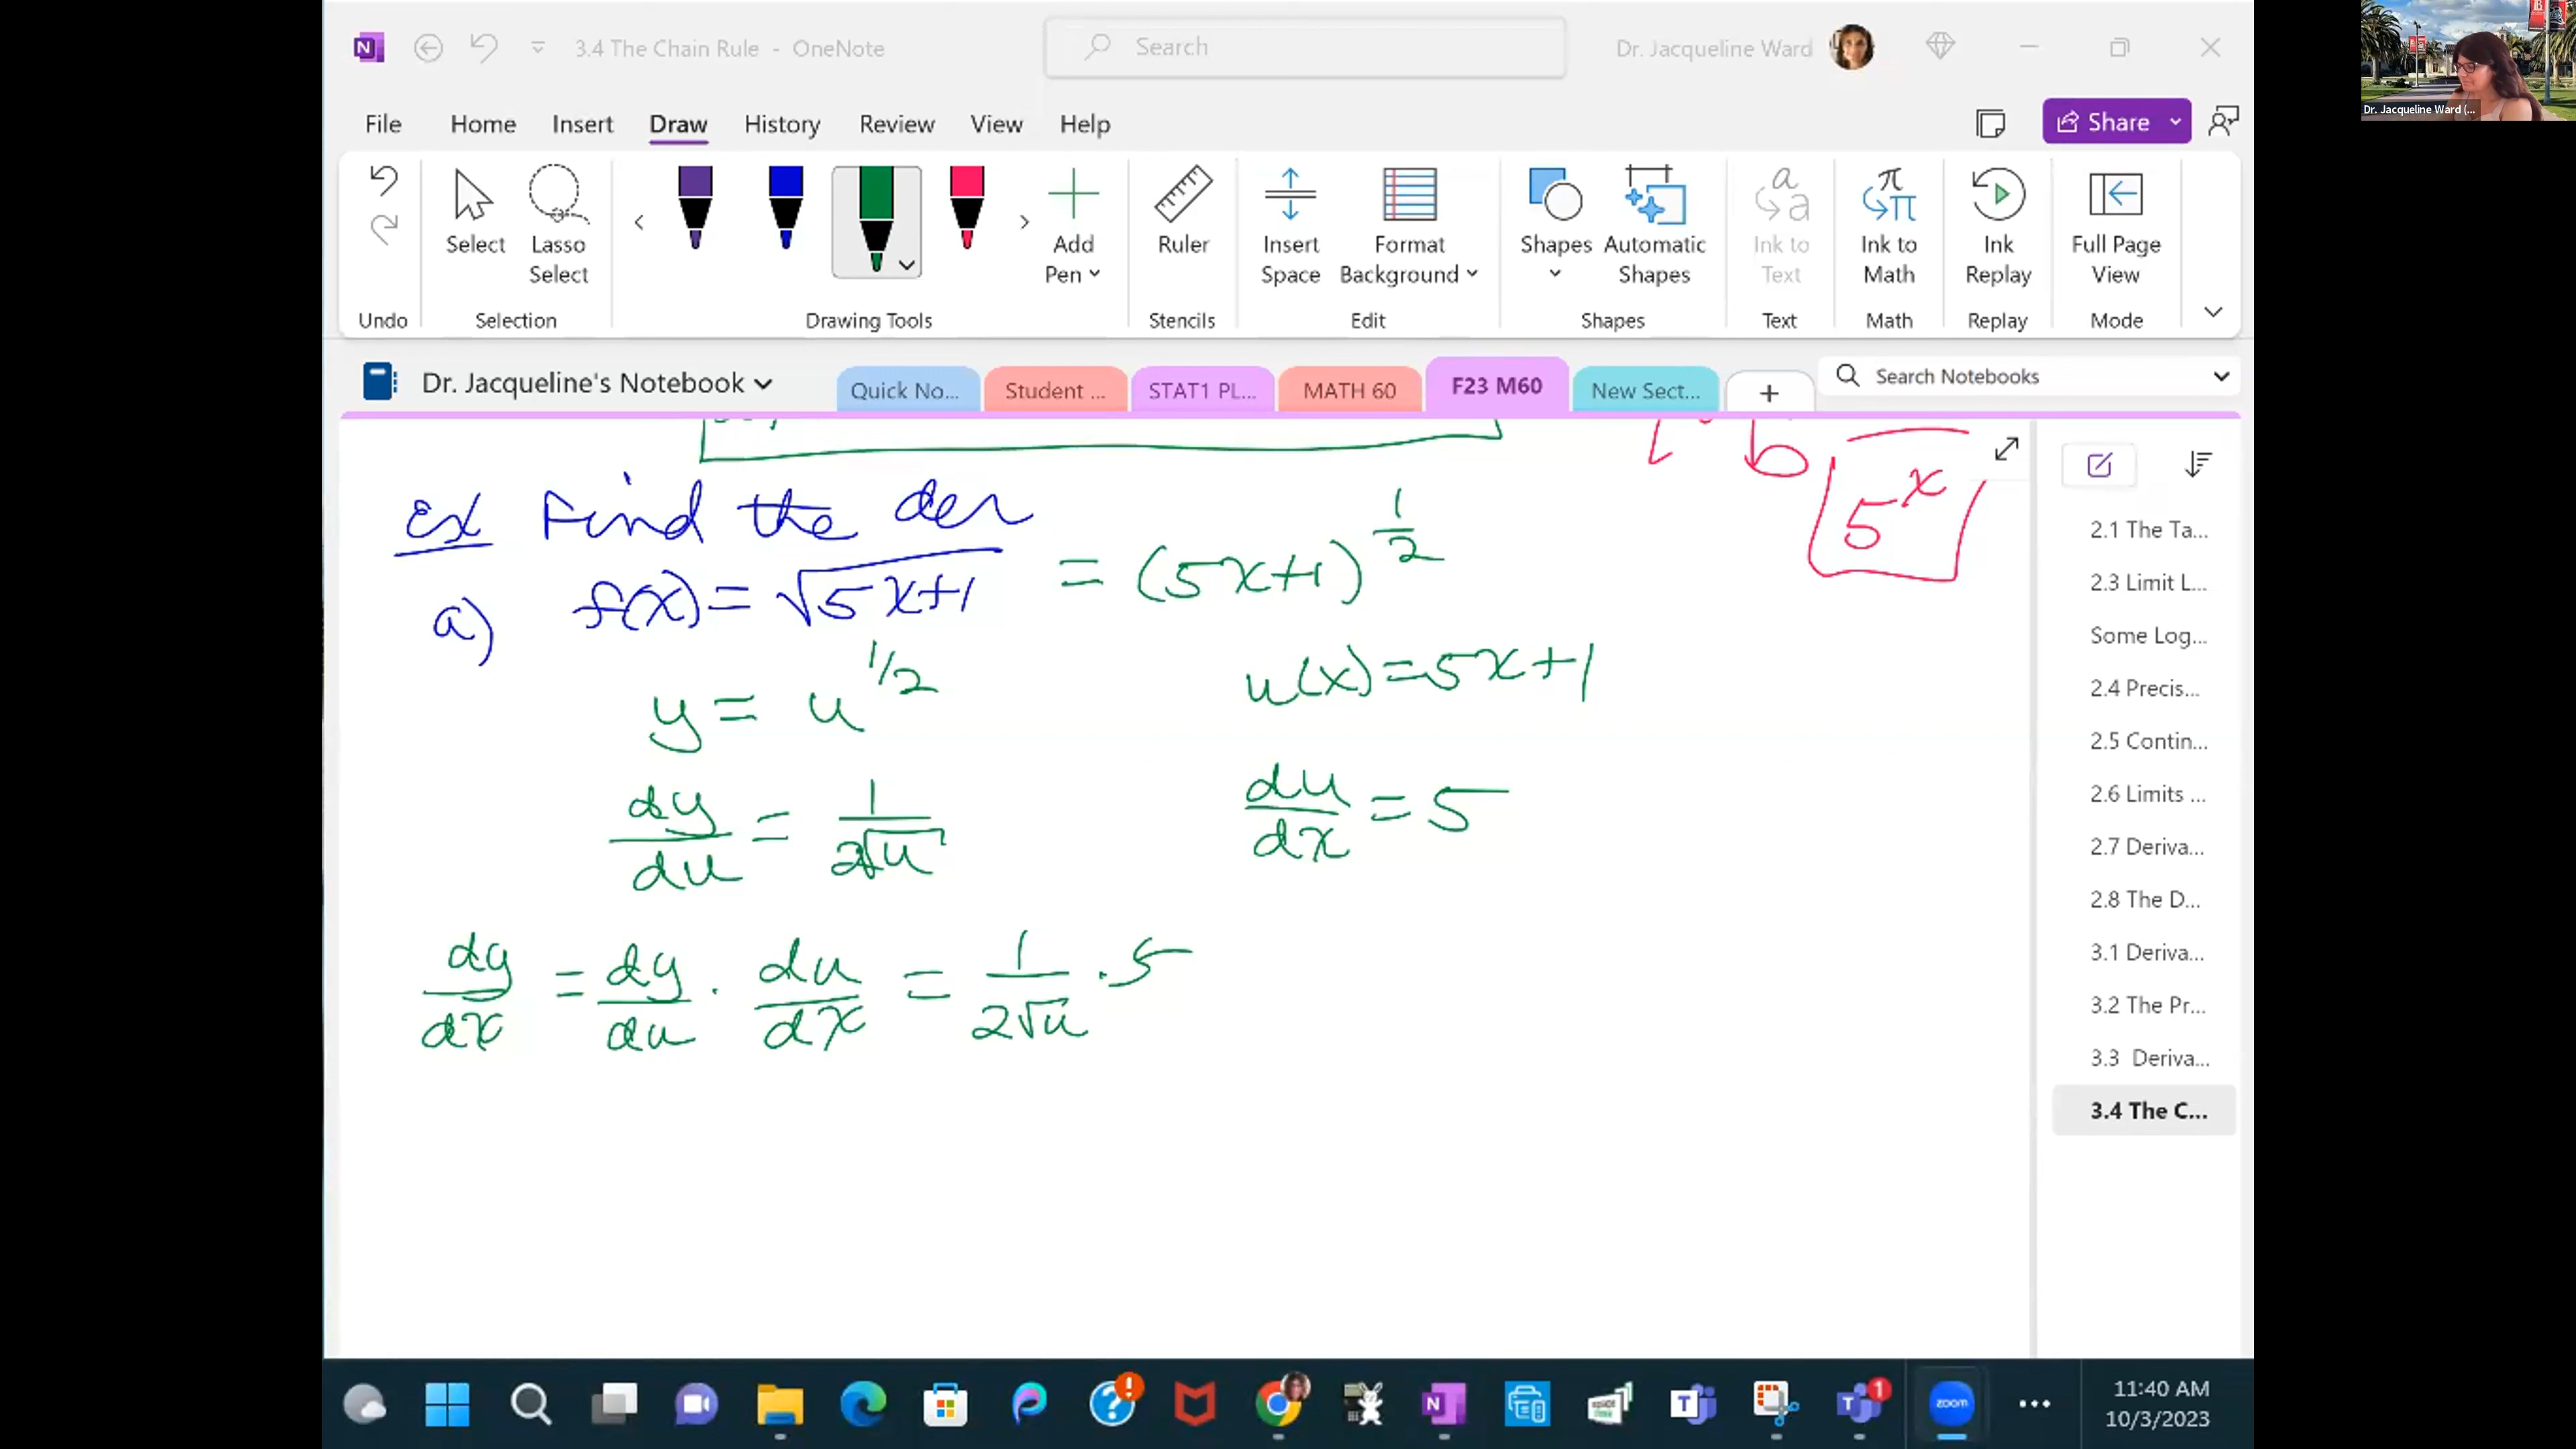 3.4 The Chain Rule - OneNote
Search
Dr. Jacqueline Ward
Dr. Jacqueline Ward (...
File Home Insert Draw History Review View Help
Share
Select
Lasso Select
Add Pen
Ruler
Insert Space
Format Background
Shapes
Automatic Shapes
Ink to Text
Ink to Math
Ink Replay
Full Page View
Undo Selection Drawing Tools Stencils Edit Shapes Text Math Replay Mode
Dr. Jacqueline's Notebook
Quick No... Student ... STAT1 PL... MATH 60 F23 M60 New Sect... +
Search Notebooks
b
5^x
Ex Find the der
a) f(x) = √5x+1 = (5x+1)^1/2
y = u^1/2 u(x) = 5x+1
dy/du = 1/2√u du/dx = 5
dy/dx = dy/du · du/dx = 1/2√u · 5
2.1 The Ta...
2.3 Limit L...
Some Log...
2.4 Precis...
2.5 Contin...
2.6 Limits ...
2.7 Deriva...
2.8 The D...
3.1 Deriva...
3.2 The Pr...
3.3 Deriva...
3.4 The C...
zoom
11:40 AM
10/3/2023